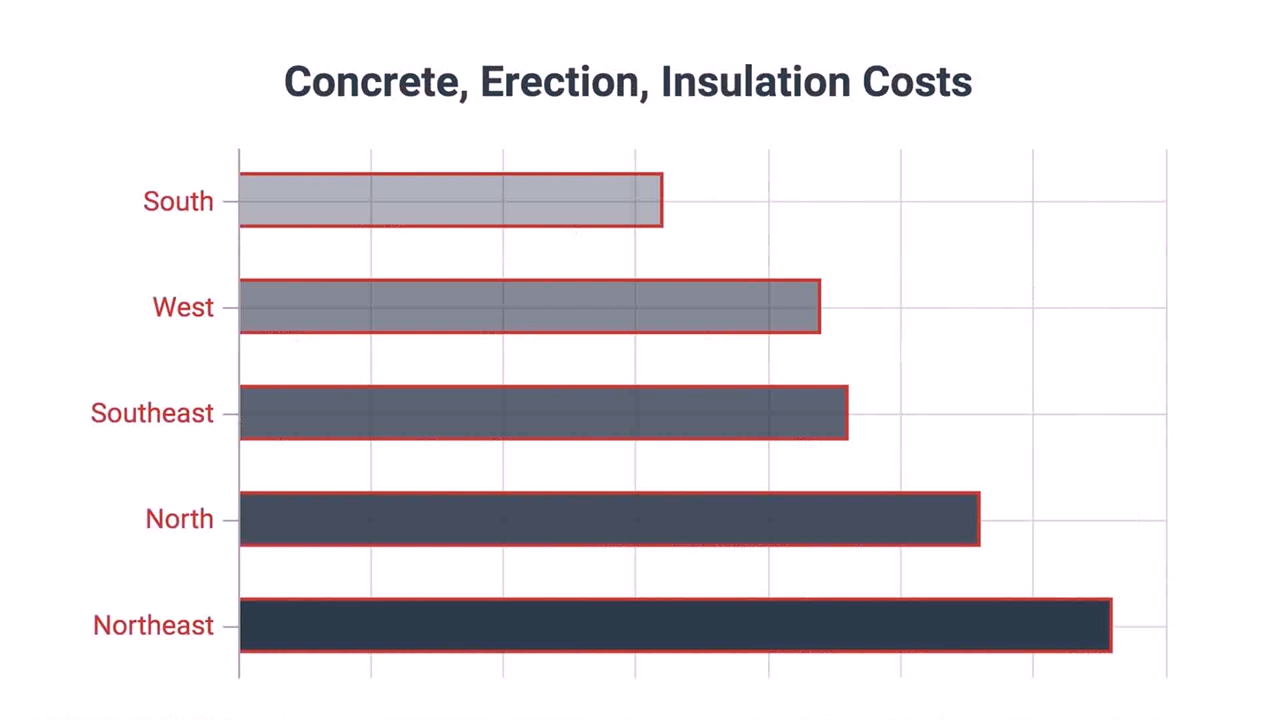 Concrete, Erection, Insulation Costs
South
West
Southeast
North
Northeast